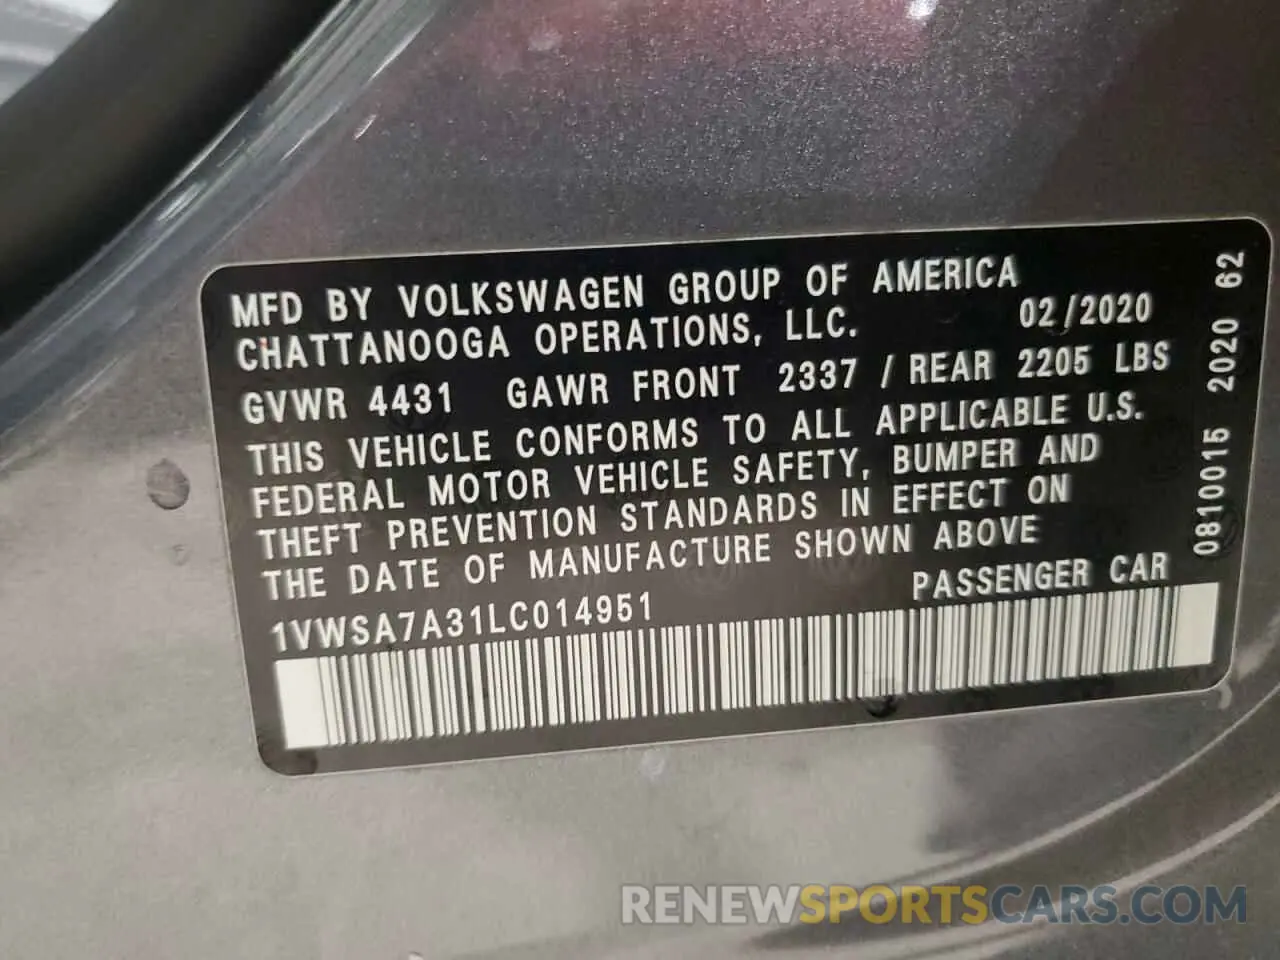 MFD BY VOLKSWAGEN GROUP OF AMERICA
CHATTANOOGA OPERATIONS, LLC. 02/2020
GVWR 4431 GAWR FRONT 2337 / REAR 2205 LBS
THIS VEHICLE CONFORMS TO ALL APPLICABLE U.S.
FEDERAL MOTOR VEHICLE SAFETY, BUMPER AND
THEFT PREVENTION STANDARDS IN EFFECT ON
THE DATE OF MANUFACTURE SHOWN ABOVE
1VWSA7A31LC014951 PASSENGER CAR
0810015 2020 62
RENEWSPORTSCARS.COM